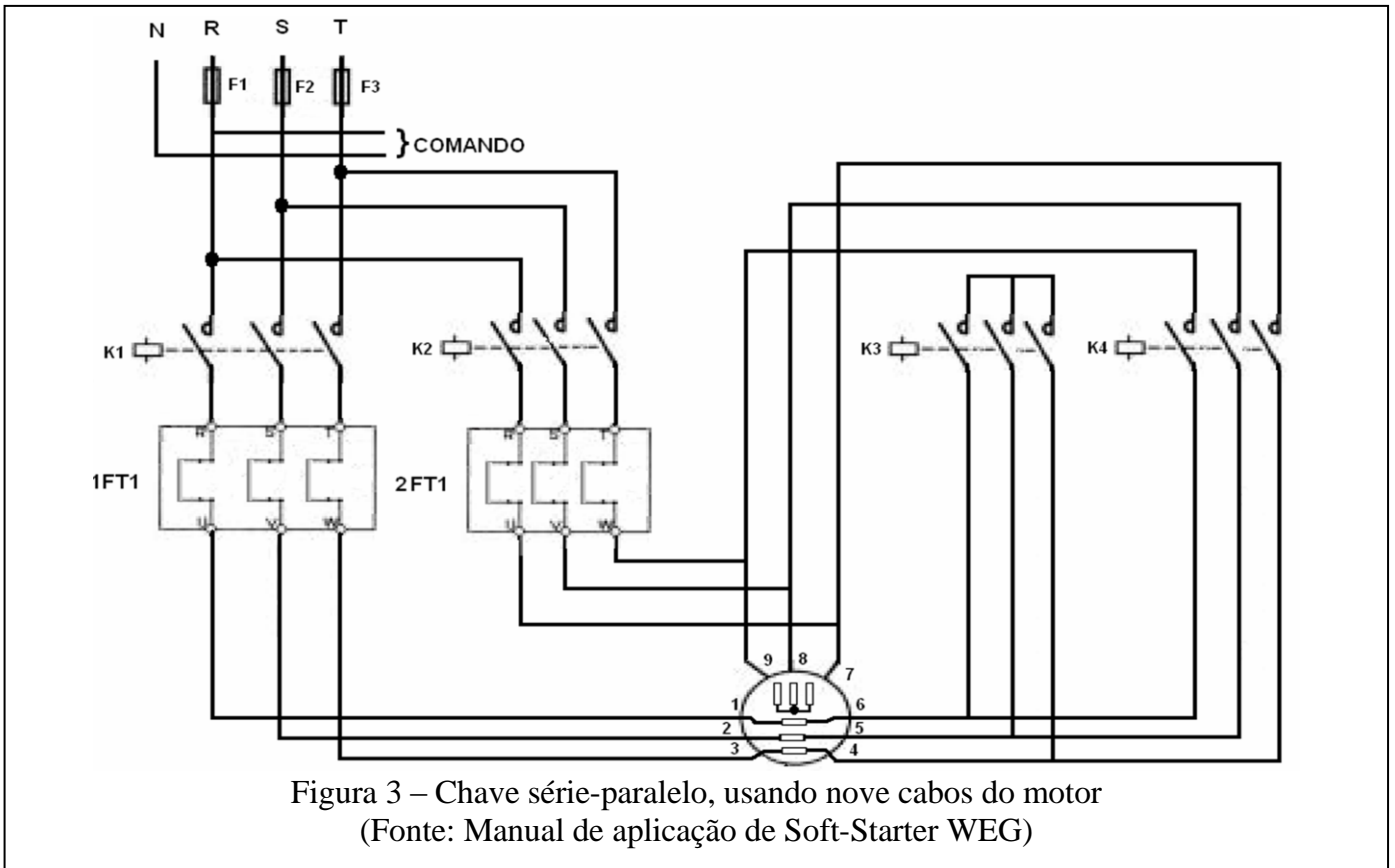 N R S T
F1 F2 F3
} COMANDO
K1 K2 K3 K4
R S T R S T
1FT1 2FT1
U V W U V W
9 8 7
1 6
2 5
3 4
Figura 3 – Chave série-paralelo, usando nove cabos do motor
(Fonte: Manual de aplicação de Soft-Starter WEG)